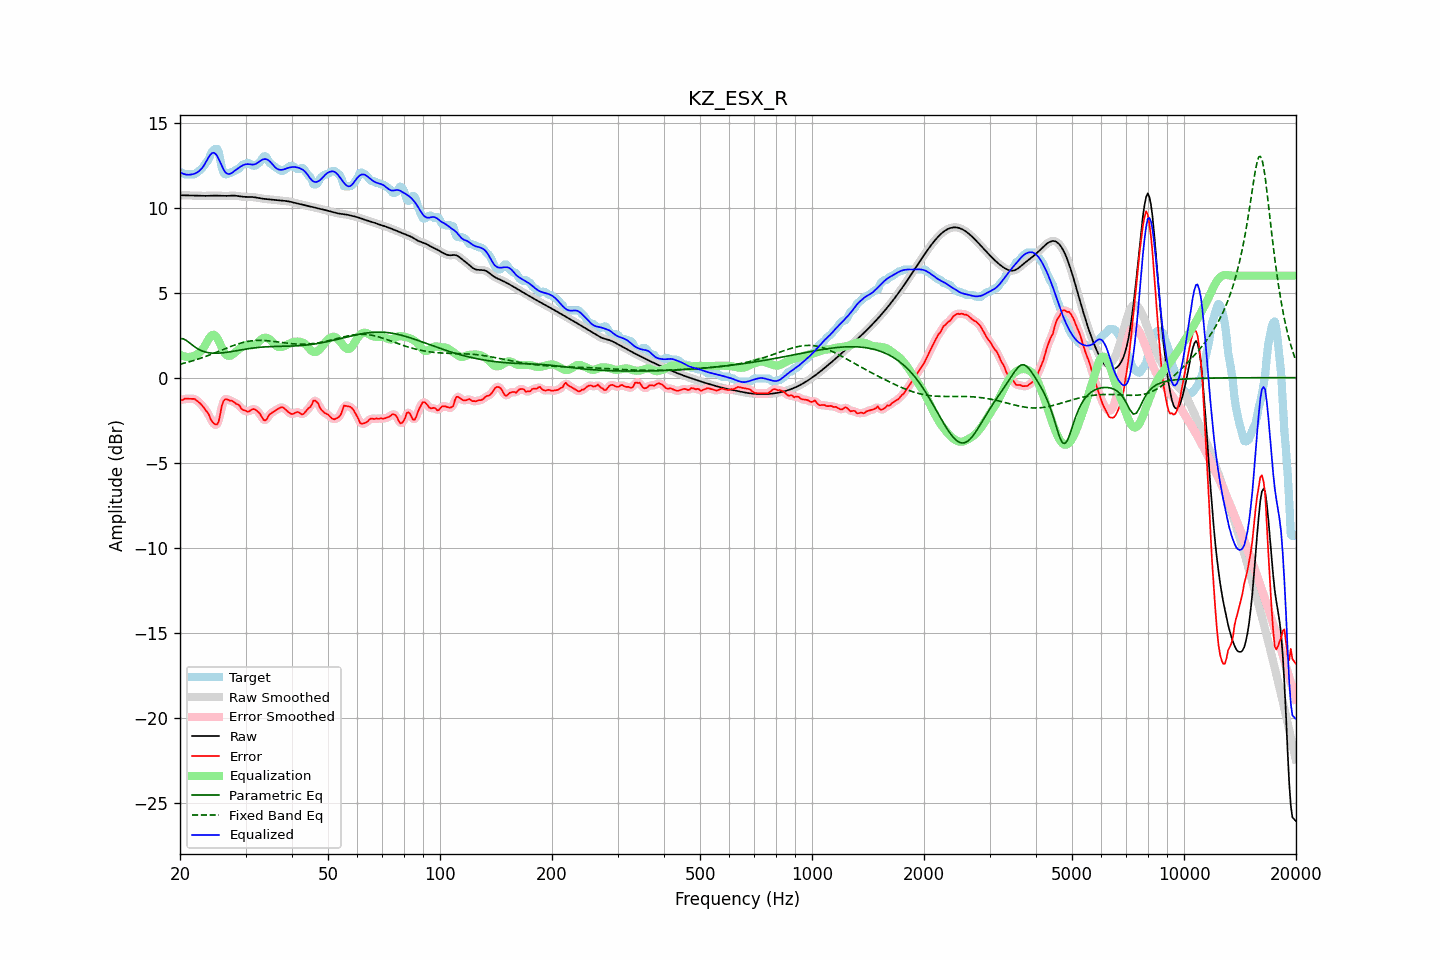 KZ_ESX_R
Amplitude (dBr)
15
10
5
0
−5
−10
−15
−20
−25
Target
Raw Smoothed
Error Smoothed
Raw
Error
Equalization
Parametric Eq
Fixed Band Eq
Equalized
20 50 100 200 500 1000 2000 5000 10000 20000
Frequency (Hz)